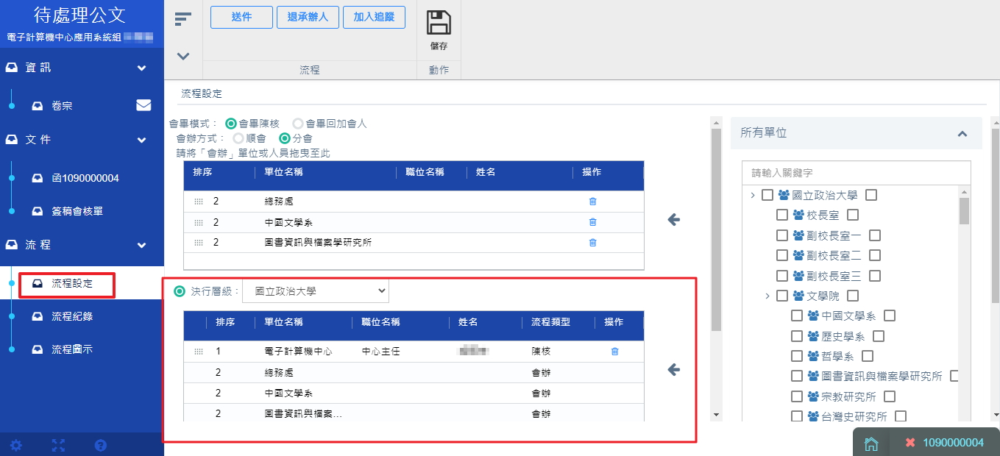 待處理公文
電子計算機中心應用系統組
資訊
卷宗
文件
函1090000004
簽稿會核單
流程
流程設定
流程紀錄
流程圖示
送件 退承辦人 加入追蹤
儲存
流程 動作
流程設定
會畢模式： 會畢陳核 會畢回加會人
會辦方式： 順會 分會
請將「會辦」單位或人員拖曳至此
排序 單位名稱 職位名稱 姓名 操作
2 總務處
2 中國文學系
2 圖書資訊與檔案學研究所
決行層級： 國立政治大學
排序 單位名稱 職位名稱 姓名 流程類型 操作
1 電子計算機中心 中心主任 陳核
2 總務處 會辦
2 中國文學系 會辦
2 圖書資訊與檔案... 會辦
所有單位
請輸入關鍵字
國立政治大學
校長室
副校長室一
副校長室二
副校長室三
文學院
中國文學系
歷史學系
哲學系
圖書資訊與檔案學研究所
宗教研究所
台灣史研究所
1090000004